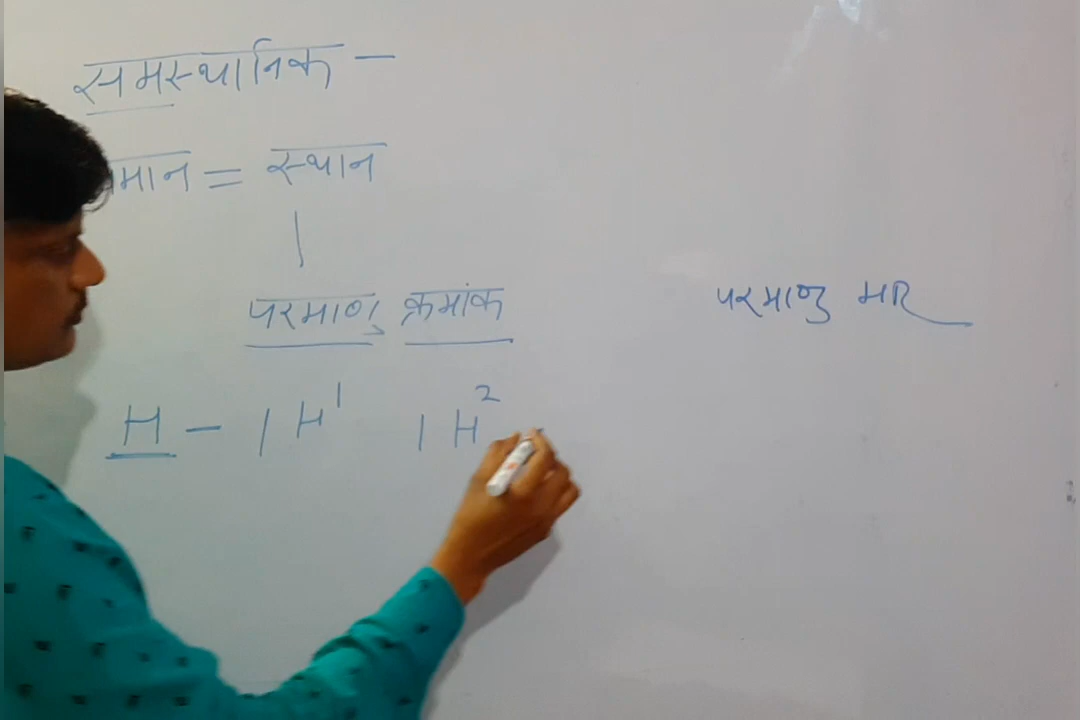 समस्थानिक –
मान = स्थान
परमाणु क्रमांक
परमाणु भार
H – 1H¹ 1H²